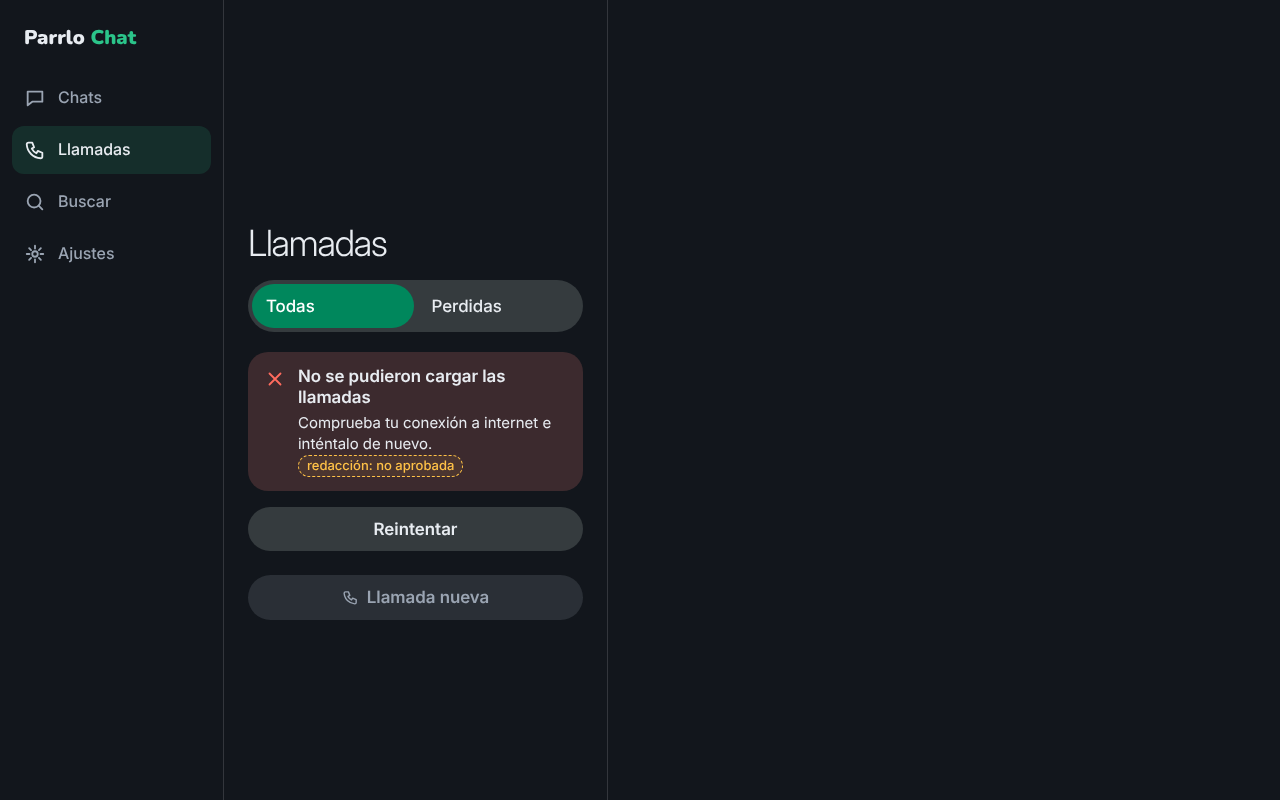 Parrlo Chat
Chats
Llamadas
Buscar
Ajustes
Llamadas
Todas
Perdidas
No se pudieron cargar las
llamadas
Comprueba tu conexión a internet e
inténtalo de nuevo.
redacción: no aprobada
Reintentar
Llamada nueva